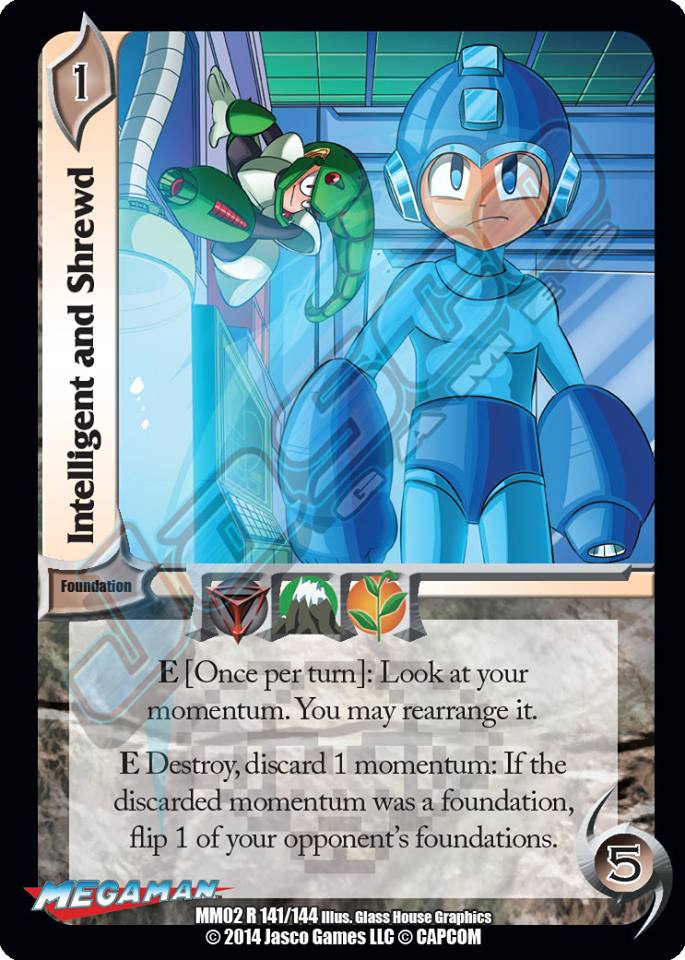 1
Intelligent and Shrewd
JASCO
GAMES
Foundation
E [Once per turn]: Look at your
momentum. You may rearrange it.
E Destroy, discard 1 momentum: If the
discarded momentum was a foundation,
flip 1 of your opponent's foundations.
5
MEGAMAN
MM02 R 141/144 Illus. Glass House Graphics
© 2014 Jasco Games LLC © CAPCOM